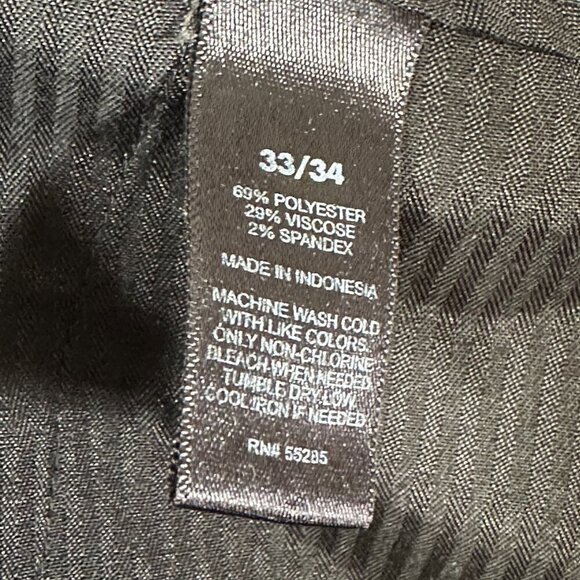 33/34
69% POLYESTER
29% VISCOSE
2% SPANDEX
MADE IN INDONESIA
MACHINE WASH COLD
WITH LIKE COLORS.
ONLY NON-CHLORINE
BLEACH WHEN NEEDED.
TUMBLE DRY LOW.
COOL IRON IF NEEDED.
RN# 55285